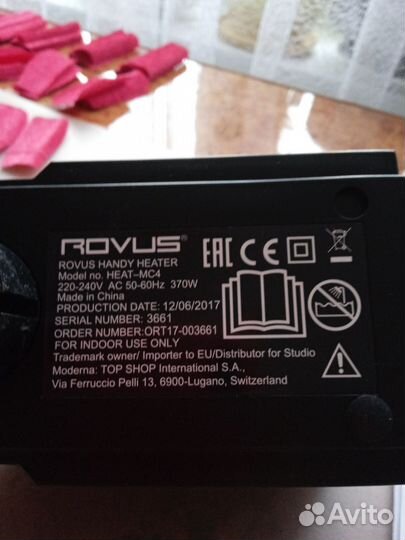 ROVUS®
ROVUS HANDY HEATER
Model no. HEAT-MC4
220-240V AC 50-60Hz 370W
Made in China
PRODUCTION DATE: 12/06/2017
SERIAL NUMBER: 3661
ORDER NUMBER:ORT17-003661
FOR INDOOR USE ONLY
Trademark owner/ Importer to EU/Distributor for Studio
Moderna: TOP SHOP International S.A.,
Via Ferruccio Pelli 13, 6900-Lugano, Switzerland
EAC CE
Avito